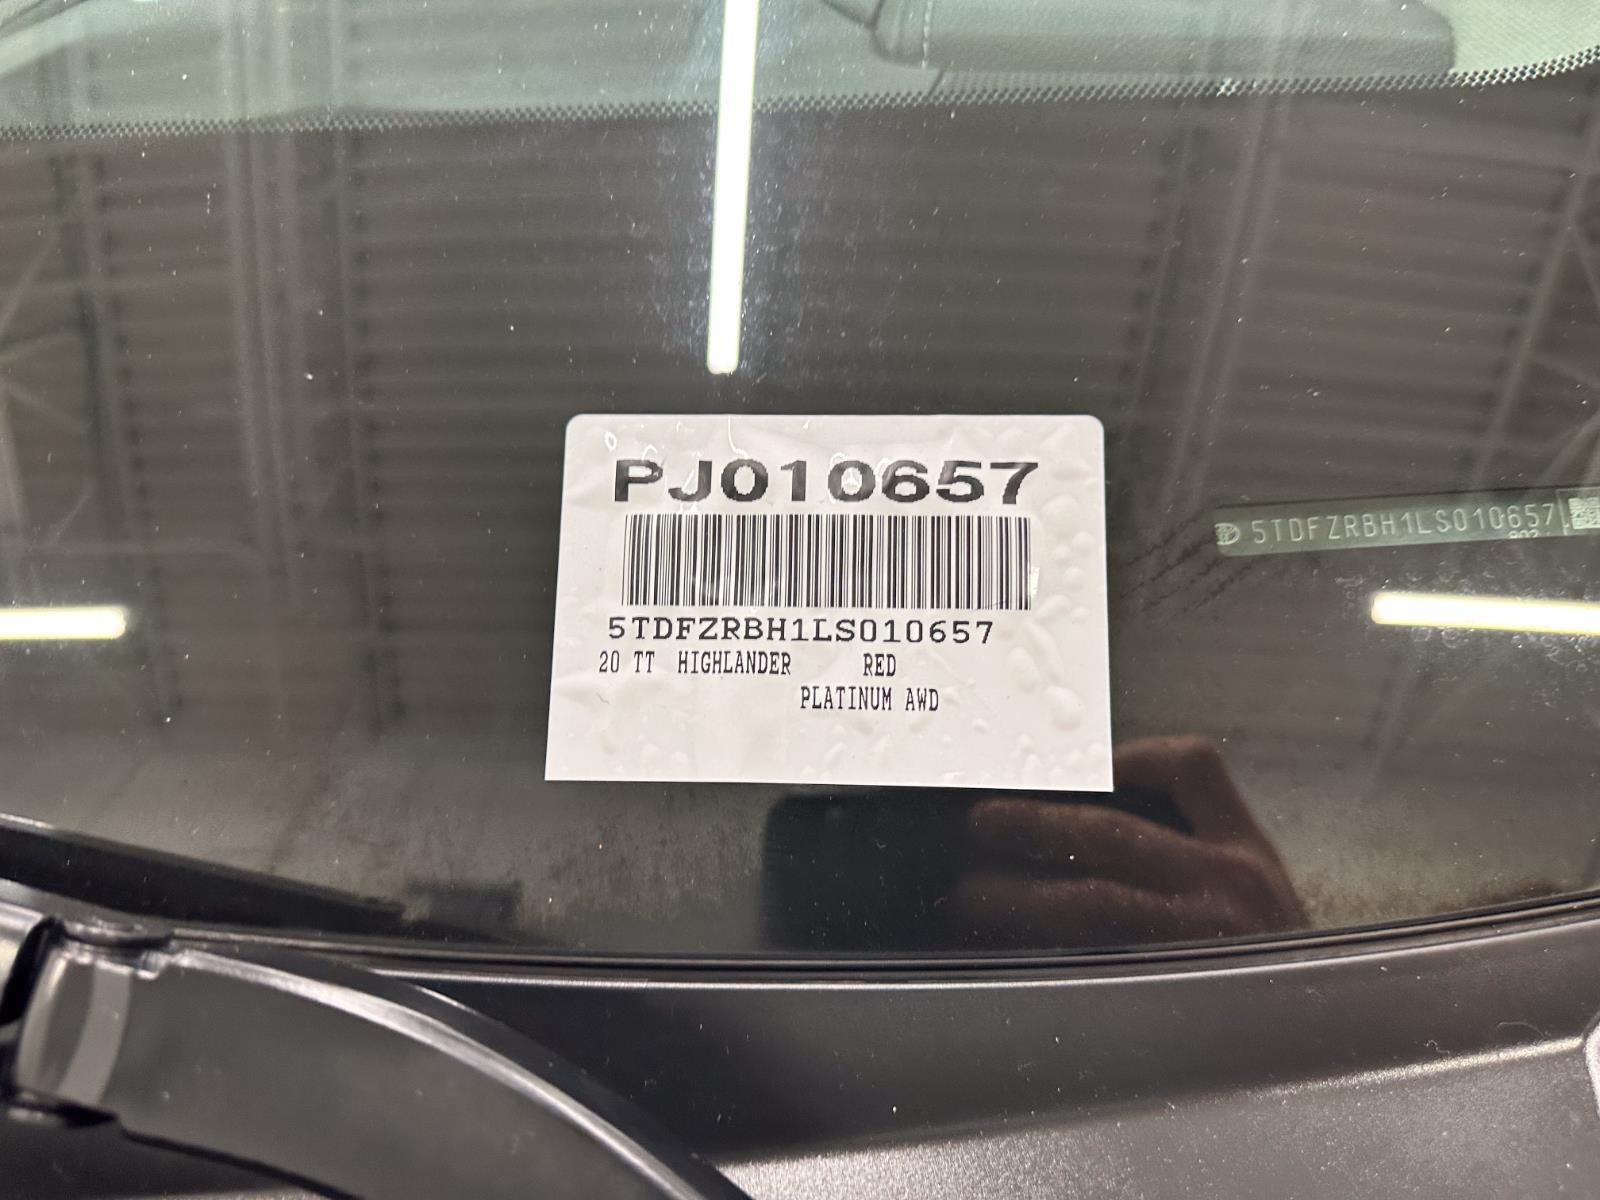 PJ010657
5TDFZRBH1LS010657
20 TT HIGHLANDER RED
PLATINUM AWD
5TDFZRBH1LS010657